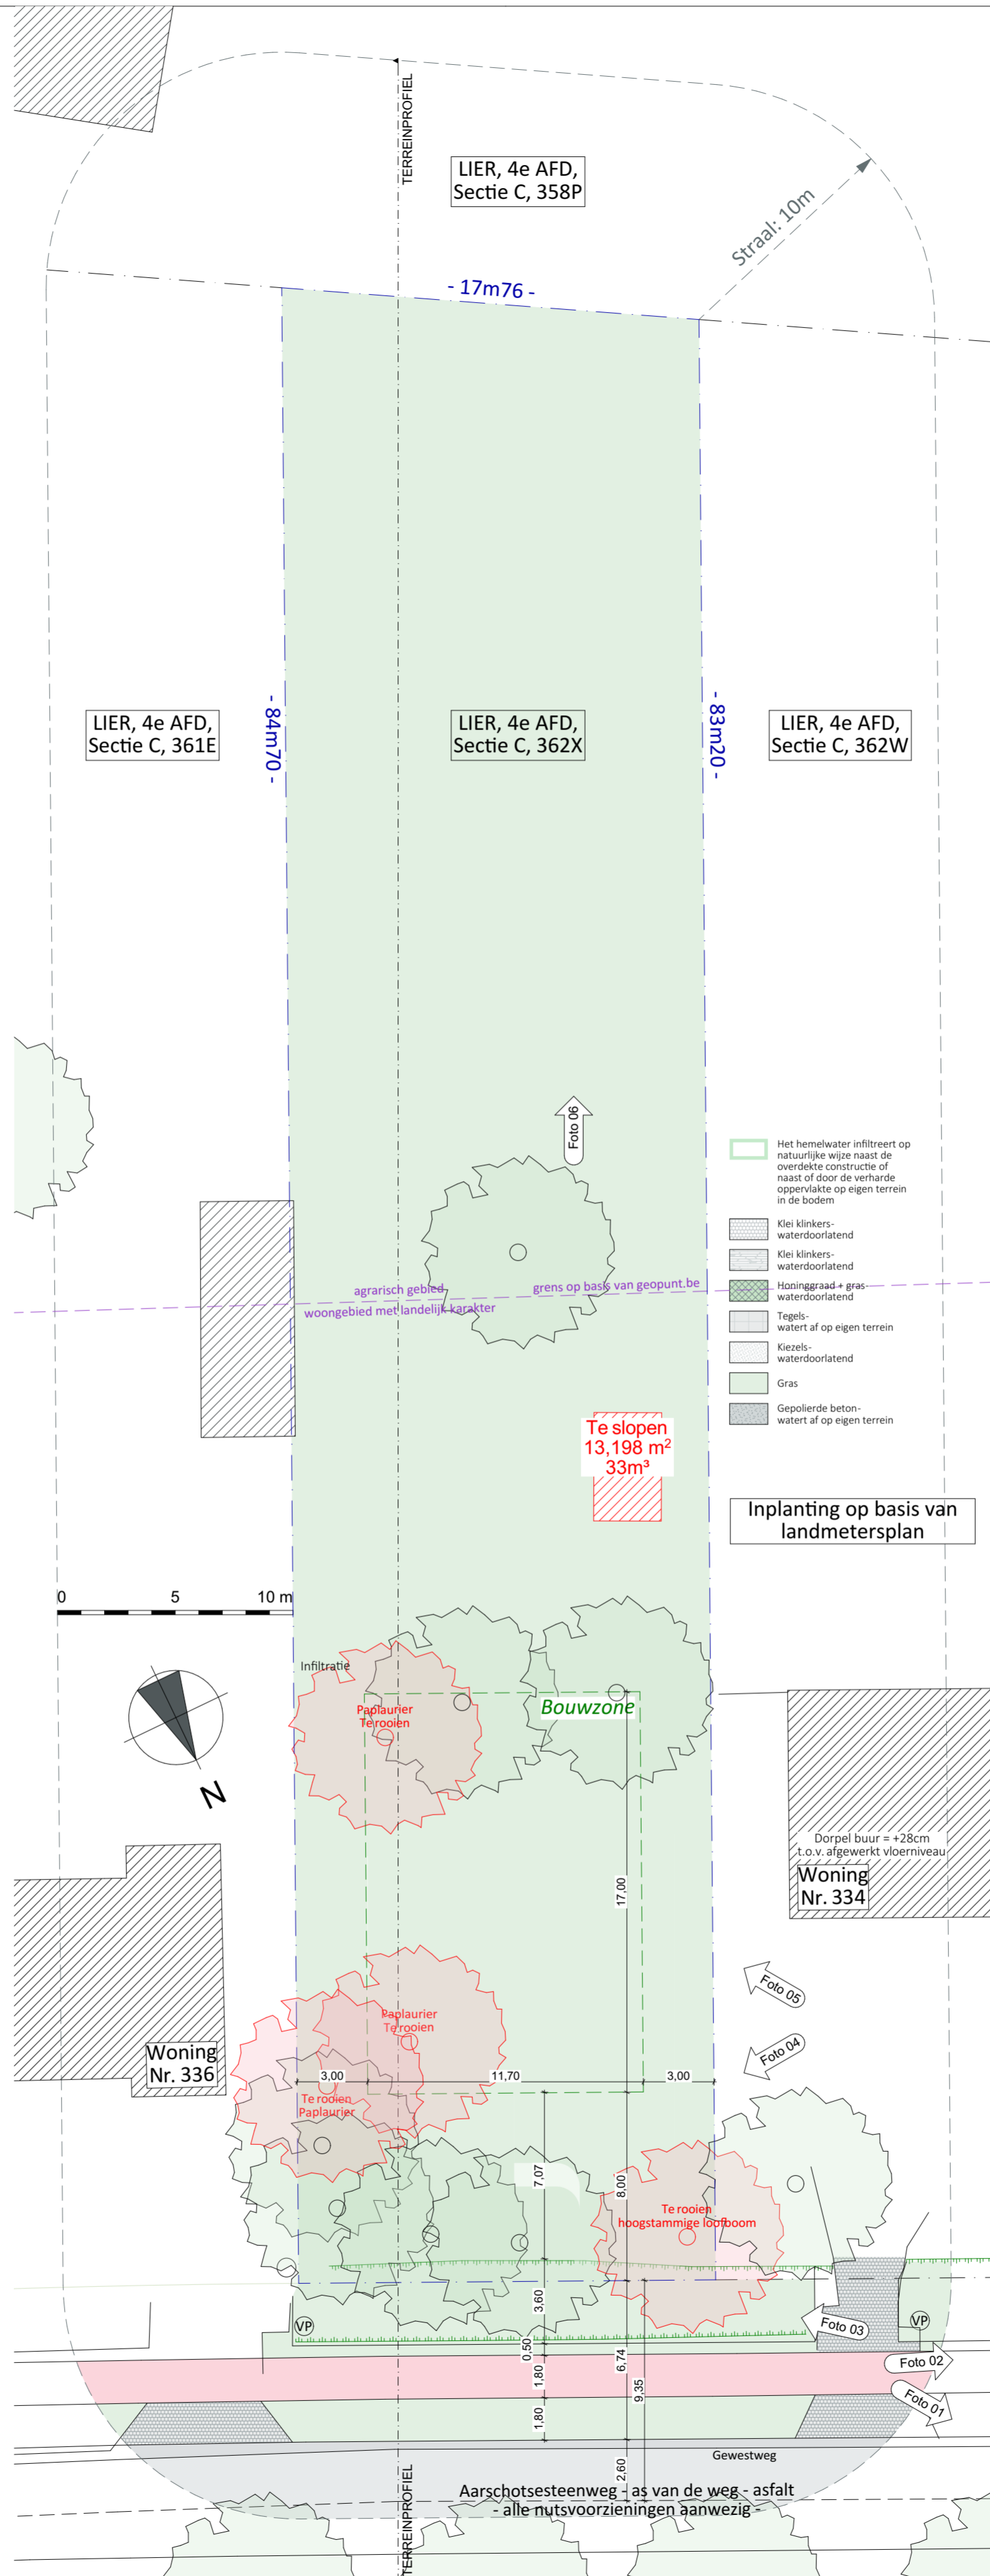 TERREINPROFIEL
LIER, 4e AFD,
Sectie C, 358P
Straal: 10m
- 17m76 -
LIER, 4e AFD,
Sectie C, 361E
- 84m70 -
LIER, 4e AFD,
Sectie C, 362X
- 83m20 -
LIER, 4e AFD,
Sectie C, 362W
Foto 06
Het hemelwater infiltreert op
natuurlijke wijze naast de
overdekte constructie of
naast of door de verharde
oppervlakte op eigen terrein
in de bodem
Klei klinkers-
waterdoorlatend
Klei klinkers-
waterdoorlatend
Honinggraad + gras-
waterdoorlatend
Tegels-
watert af op eigen terrein
Kiezels-
waterdoorlatend
Gras
Gepolierde beton-
watert af op eigen terrein
agrarisch gebied
grens op basis van geopunt.be
woongebied met landelijk karakter
Te slopen
13,198 m²
33m³
Inplanting op basis van
landmetersplan
0 5 10 m
Infiltratie
Paplaurier
Te rooien
Bouwzone
N
Dorpel buur = +28cm
t.o.v. afgewerkt vloerniveau
Woning
Nr. 334
17,00
Foto 05
Foto 04
Paplaurier
Te rooien
Woning
Nr. 336
3,00
11,70
3,00
Te rooien
Paplaurier
7,07
8,00
Te rooien
hoogstammige loofboom
3,60
VP
VP
Foto 03
0,50
6,74
1,80
9,35
Foto 02
Foto 01
1,80
Gewestweg
2,60
Aarschotsesteenweg - as van de weg - asfalt
- alle nutsvoorzieningen aanwezig -
TERREINPROFIEL